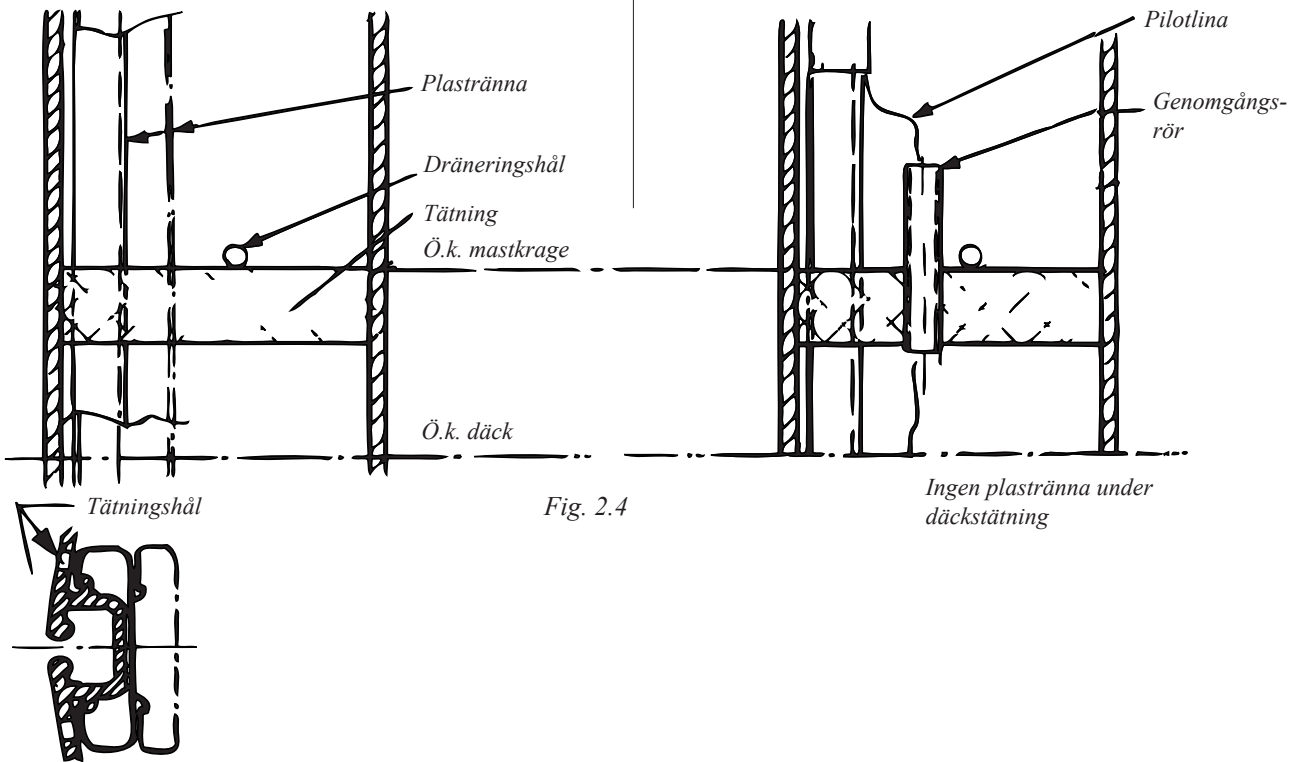 Pilotlina
Plastränna
Genomgångs-
rör
Dräneringshål
Tätning
Ö.k. mastkrage
Ö.k. däck
Ingen plastränna under
däckstätning
Tätningshål
Fig. 2.4